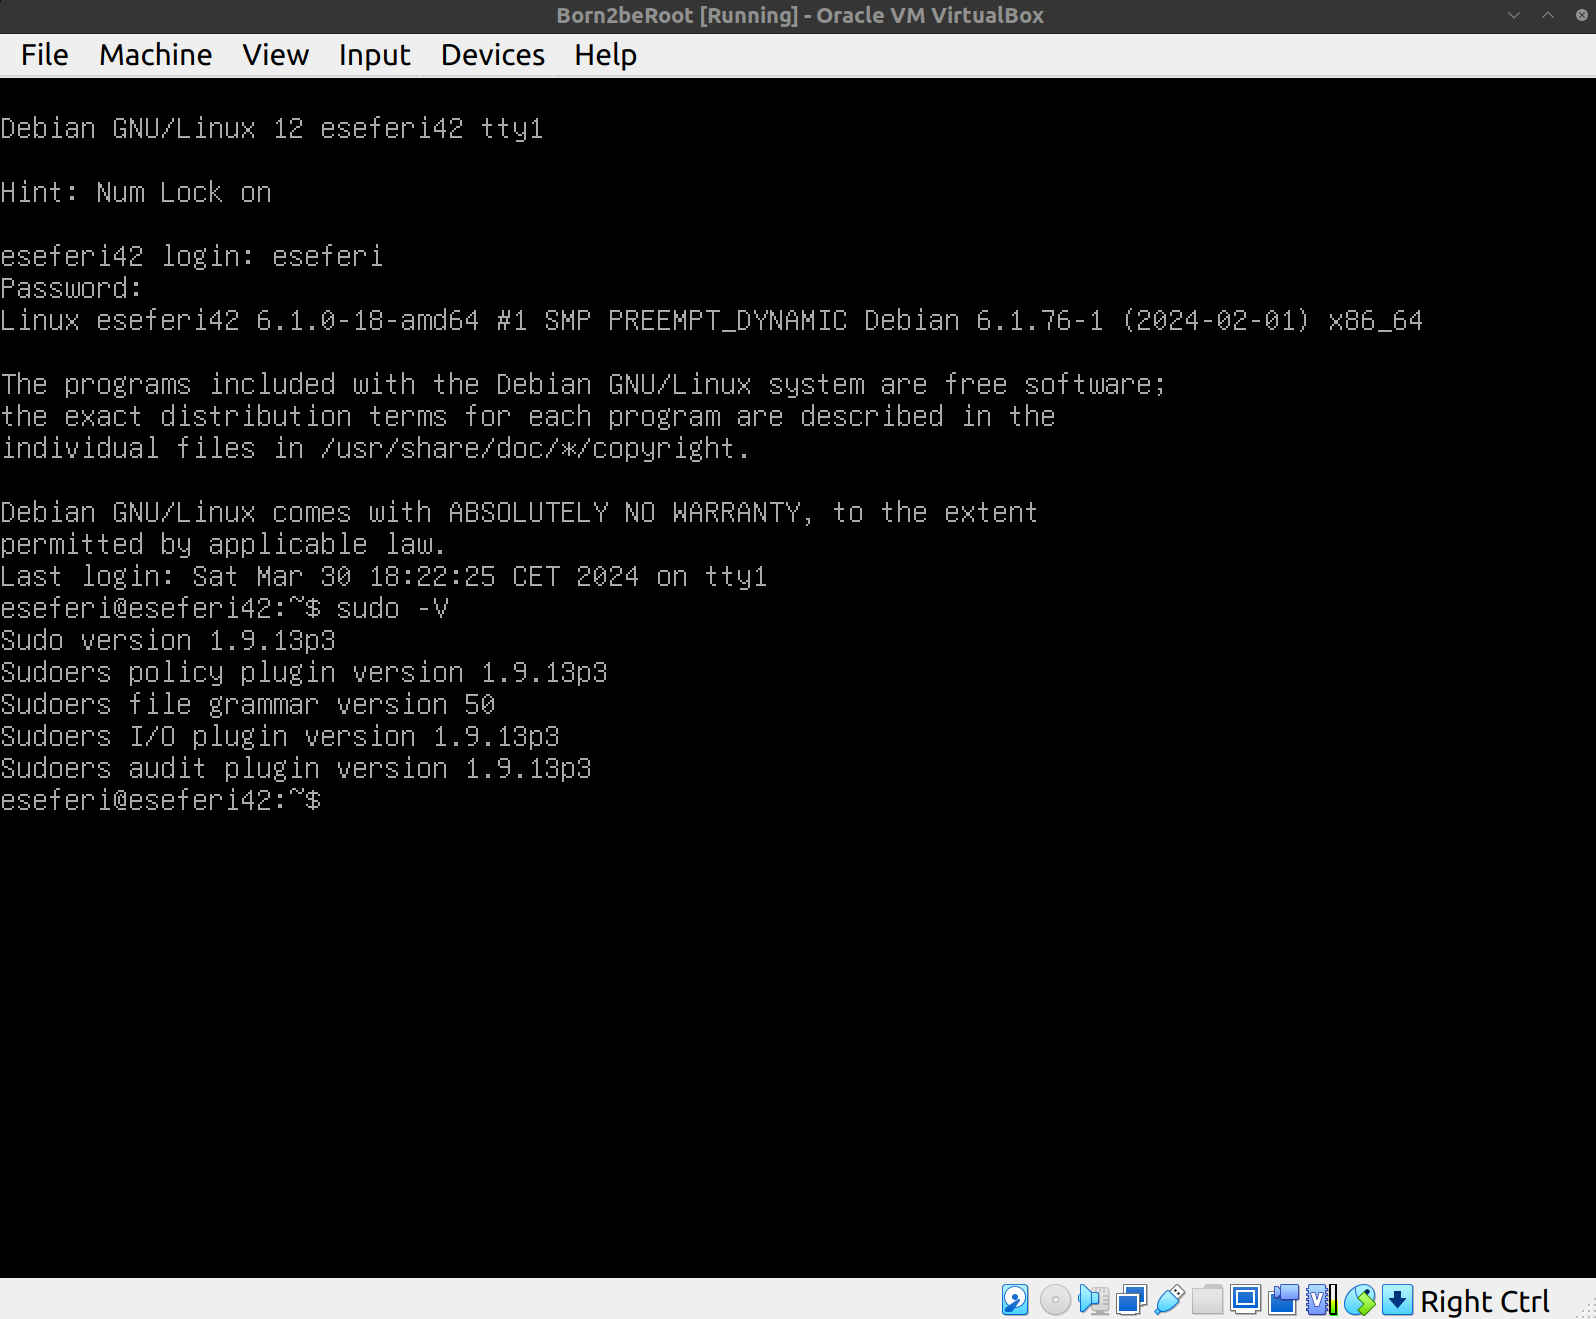 Born2beRoot [Running] - Oracle VM VirtualBox
File Machine View Input Devices Help
Debian GNU/Linux 12 eseferi42 tty1
Hint: Num Lock on
eseferi42 login: eseferi
Password:
Linux eseferi42 6.1.0-18-amd64 #1 SMP PREEMPT_DYNAMIC Debian 6.1.76-1 (2024-02-01) x86_64
The programs included with the Debian GNU/Linux system are free software;
the exact distribution terms for each program are described in the
individual files in /usr/share/doc/*/copyright.
Debian GNU/Linux comes with ABSOLUTELY NO WARRANTY, to the extent
permitted by applicable law.
Last login: Sat Mar 30 18:22:25 CET 2024 on tty1
eseferi@eseferi42:~$ sudo -V
Sudo version 1.9.13p3
Sudoers policy plugin version 1.9.13p3
Sudoers file grammar version 50
Sudoers I/O plugin version 1.9.13p3
Sudoers audit plugin version 1.9.13p3
eseferi@eseferi42:~$
Right Ctrl